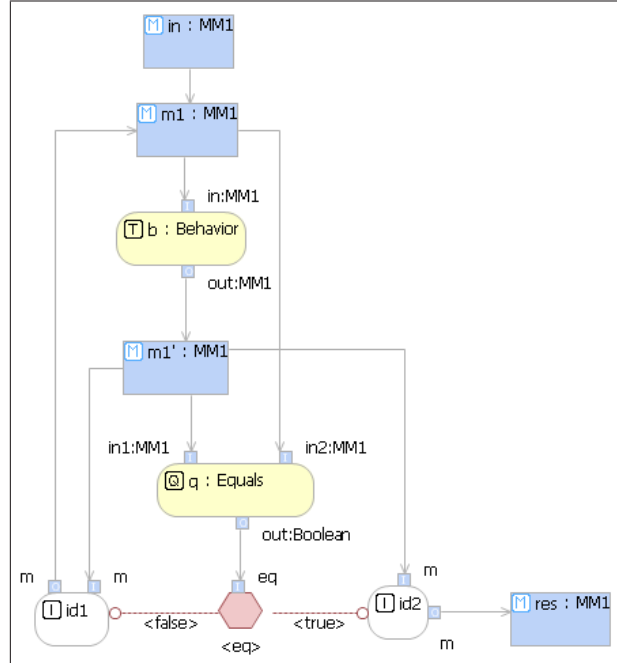 M in : MM1
M m1 : MM1
in:MM1
I
T b : Behavior
O
out:MM1
M m1' : MM1
in1:MM1
I
I
in2:MM1
Q q : Equals
O
out:Boolean
m
O
I
m
I
eq
I
m
I id1
<false>
<eq>
<true>
I id2
O
m
M res : MM1